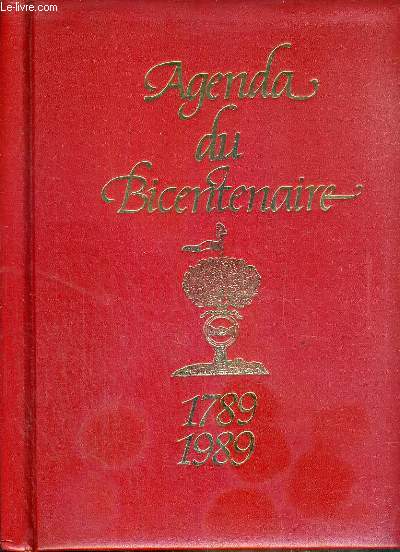 Le-livre.com
Agenda
du
Bicentenaire
1789
1989